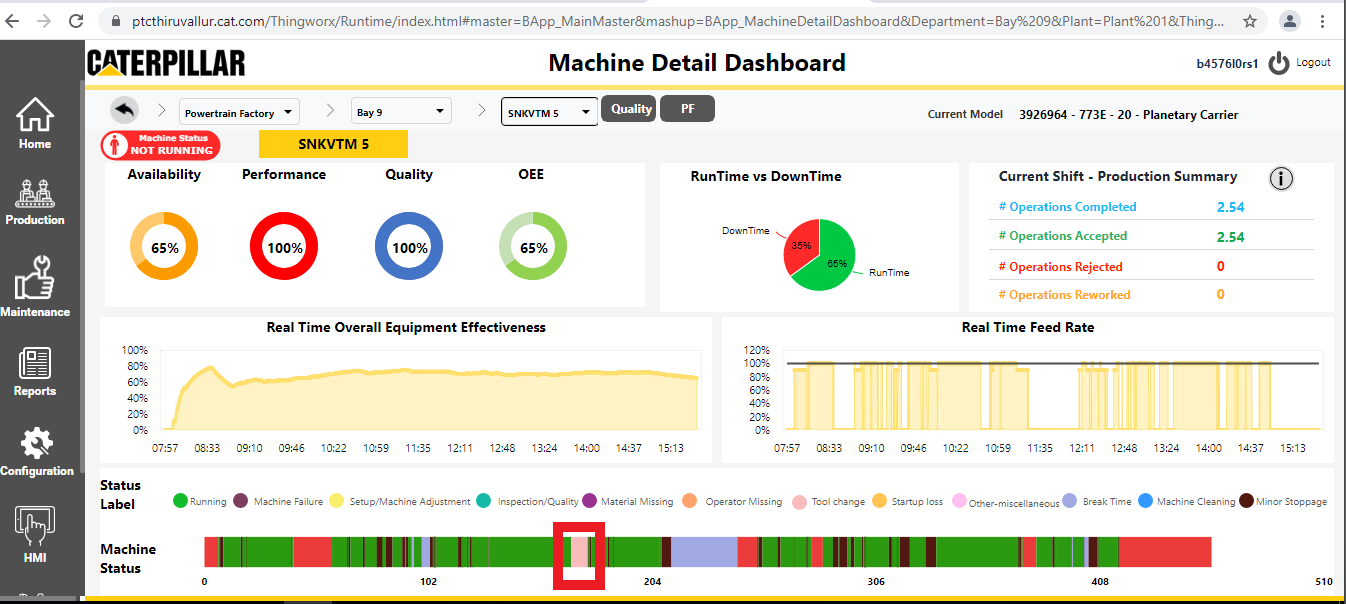 ptcthiruvallur.cat.com/Thingworx/Runtime/index.html#master=BApp_MainMaster&mashup=BApp_MachineDetailDashboard&Department=Bay%209&Plant=Plant%201&Thing...
CATERPILLAR
Machine Detail Dashboard
b4576l0rs1
Logout
Powertrain Factory
Bay 9
SNKVTM 5
Quality
PF
Current Model
3926964 - 773E - 20 - Planetary Carrier
Machine Status
NOT RUNNING
SNKVTM 5
Home
Production
Maintenance
Reports
Configuration
HMI
Availability
Performance
Quality
OEE
65%
100%
100%
65%
RunTime vs DownTime
DownTime
35%
65%
RunTime
Current Shift - Production Summary
i
# Operations Completed 2.54
# Operations Accepted 2.54
# Operations Rejected 0
# Operations Reworked 0
Real Time Overall Equipment Effectiveness
100%
80%
60%
40%
20%
0%
07:57 08:33 09:10 09:46 10:22 10:59 11:35 12:11 12:48 13:24 14:00 14:37 15:13
Real Time Feed Rate
120%
100%
80%
60%
40%
20%
0%
07:57 08:33 09:10 09:46 10:22 10:59 11:35 12:11 12:48 13:24 14:00 14:37 15:13
Status
Label
Running Machine Failure Setup/Machine Adjustment Inspection/Quality Material Missing Operator Missing Tool change Startup loss Other-miscellaneous Break Time Machine Cleaning Minor Stoppage
Machine
Status
0 102 204 306 408 510